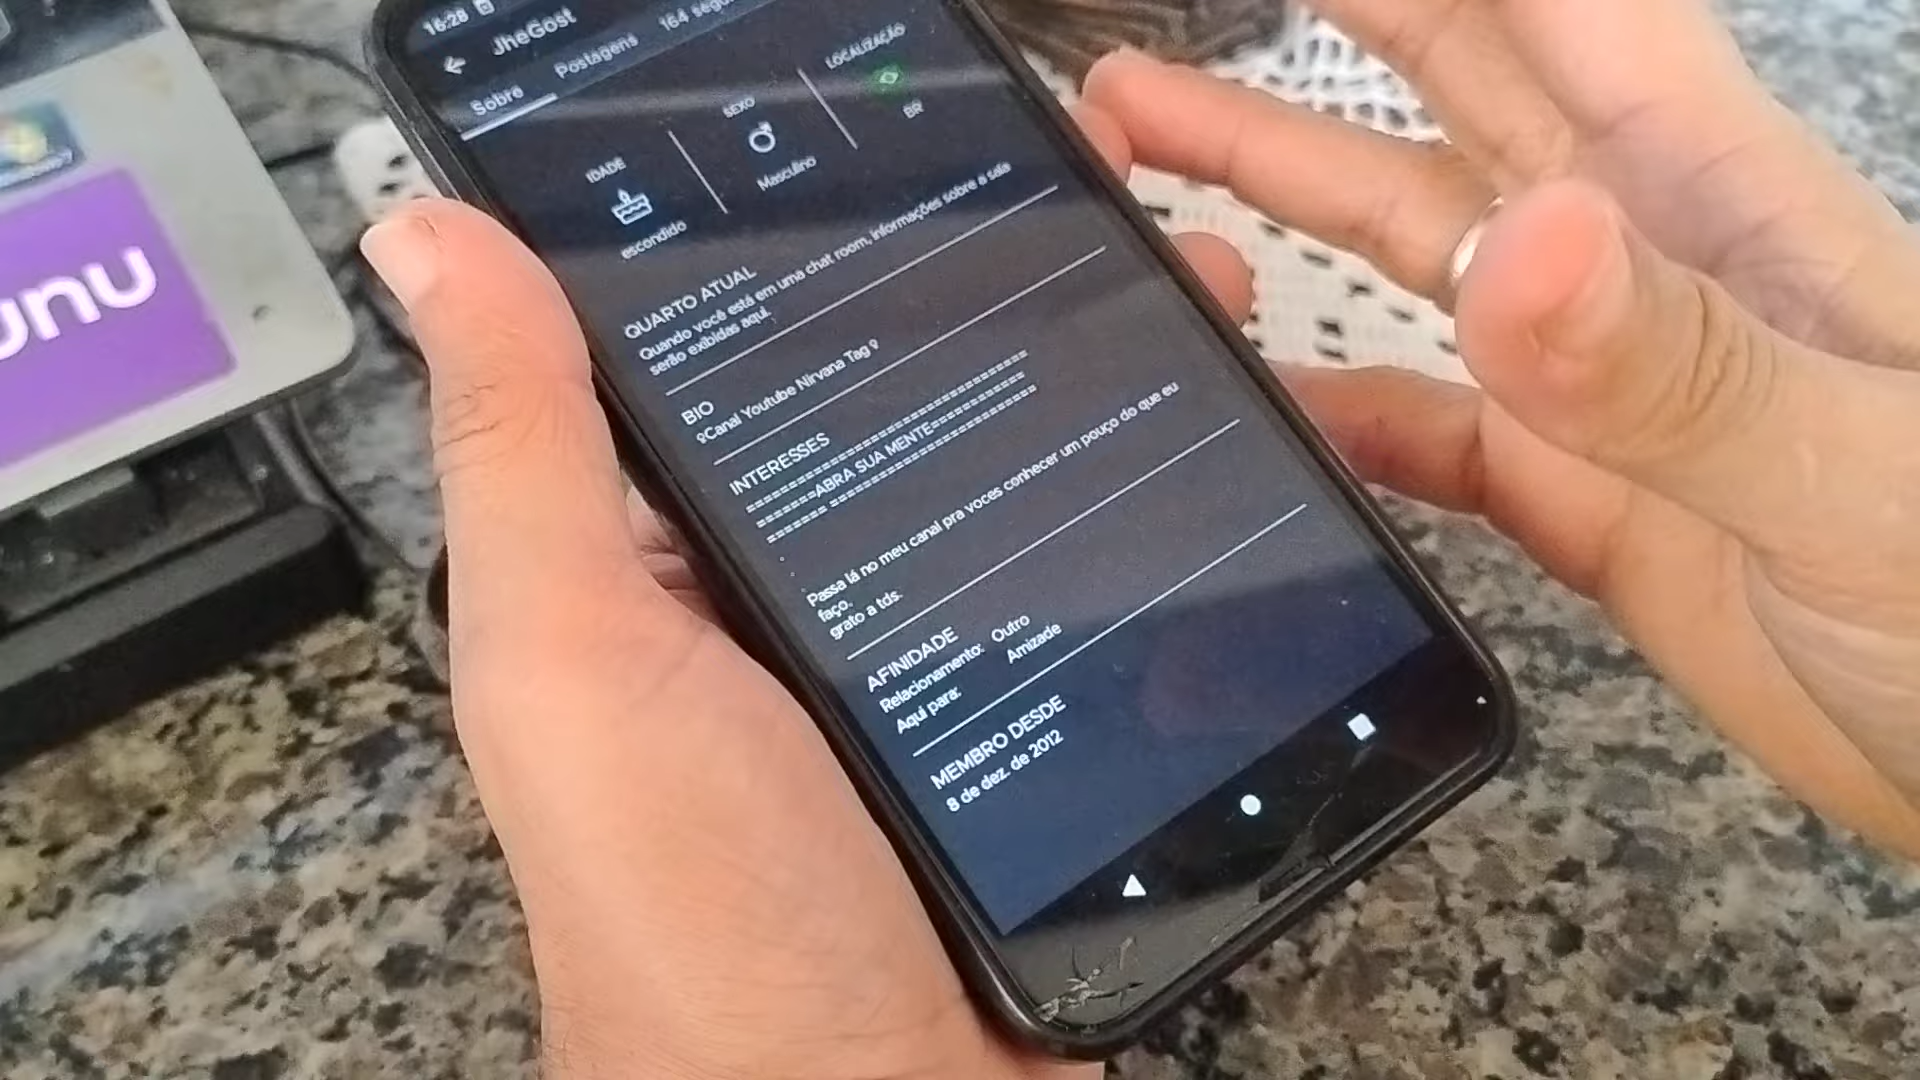 16:28
JheGost
164 segu
Sobre
Postagens
IDADE
escondido
SEXO
Masculino
LOCALIZAÇÃO
BR
QUARTO ATUAL
Quando você está em uma chat room, informações sobre a sala
serão exibidas aqui.
BIO
♀Canal Youtube Nirvana Tag♀
INTERESSES
===================================
=======ABRA SUA MENTE============
======= =========================
.
.
Passa lá no meu canal pra voces conhecer um pouço do que eu
faço.
grato a tds.
AFINIDADE
Relacionamento: Outro
Aqui para: Amizade
MEMBRO DESDE
8 de dez. de 2012
unu